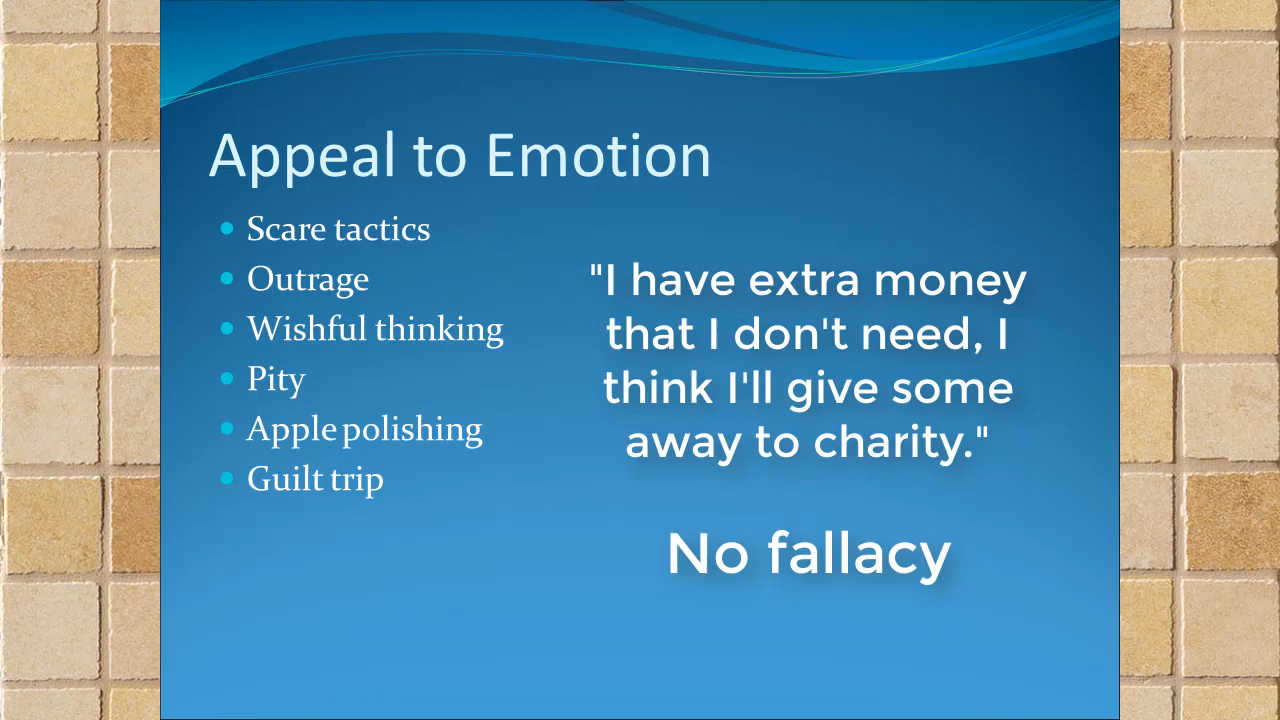 Appeal to Emotion
Scare tactics
Outrage
Wishful thinking
Pity
Apple polishing
Guilt trip
"I have extra money
that I don't need, I
think I'll give some
away to charity."
No fallacy